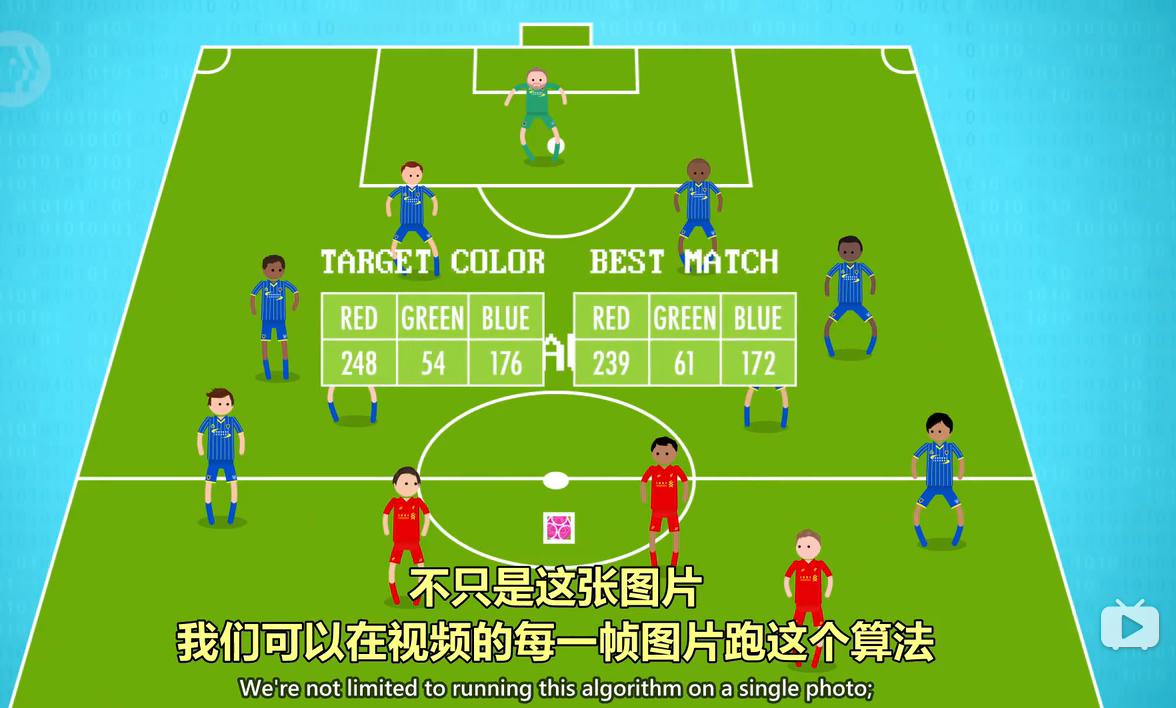 TARGET COLOR BEST MATCH
RED GREEN BLUE RED GREEN BLUE
248 54 176 239 61 172
不只是这张图片
我们可以在视频的每一帧图片跑这个算法
We're not limited to running this algorithm on a single photo;